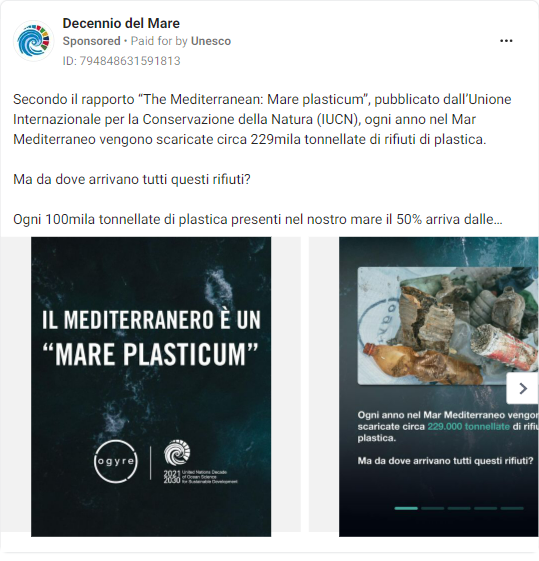 Decennio del Mare
Sponsored • Paid for by Unesco
ID: 794848631591813
Secondo il rapporto “The Mediterranean: Mare plasticum”, pubblicato dall’Unione
Internazionale per la Conservazione della Natura (IUCN), ogni anno nel Mar
Mediterraneo vengono scaricate circa 229mila tonnellate di rifiuti di plastica.
Ma da dove arrivano tutti questi rifiuti?
Ogni 100mila tonnellate di plastica presenti nel nostro mare il 50% arriva dalle…
IL MEDITERRANERO È UN
“MARE PLASTICUM”
ogyre
2021
2030
United Nations Decade
of Ocean Science
for Sustainable Development
Ogni anno nel Mar Mediterraneo vengo
scaricate circa 229.000 tonnellate di rifiu
plastica.
Ma da dove arrivano tutti questi rifiuti?